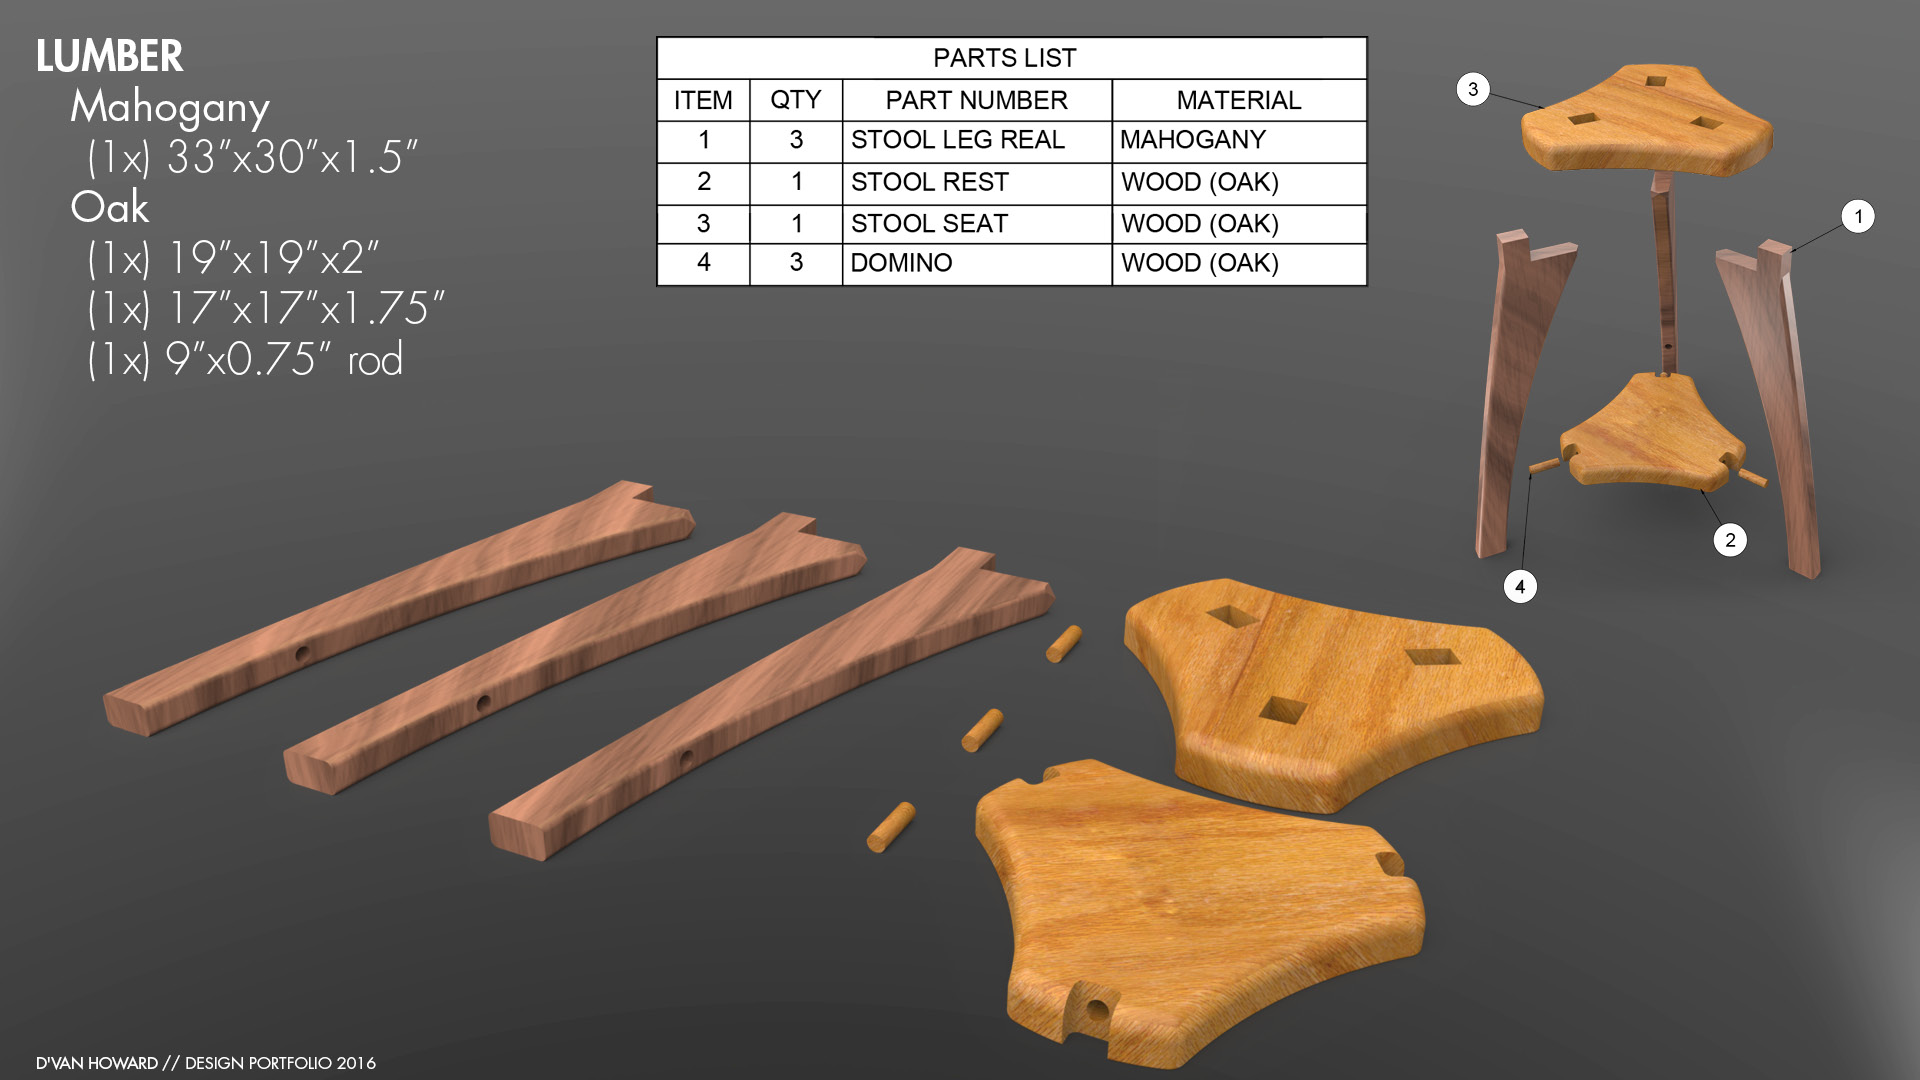 LUMBER
Mahogany
(1x) 33”x30”x1.5”
Oak
(1x) 19”x19”x2”
(1x) 17”x17”x1.75”
(1x) 9”x0.75” rod
PARTS LIST
ITEM QTY PART NUMBER MATERIAL
1 3 STOOL LEG REAL MAHOGANY
2 1 STOOL REST WOOD (OAK)
3 1 STOOL SEAT WOOD (OAK)
4 3 DOMINO WOOD (OAK)
3
1
2
4
D'VAN HOWARD // DESIGN PORTFOLIO 2016